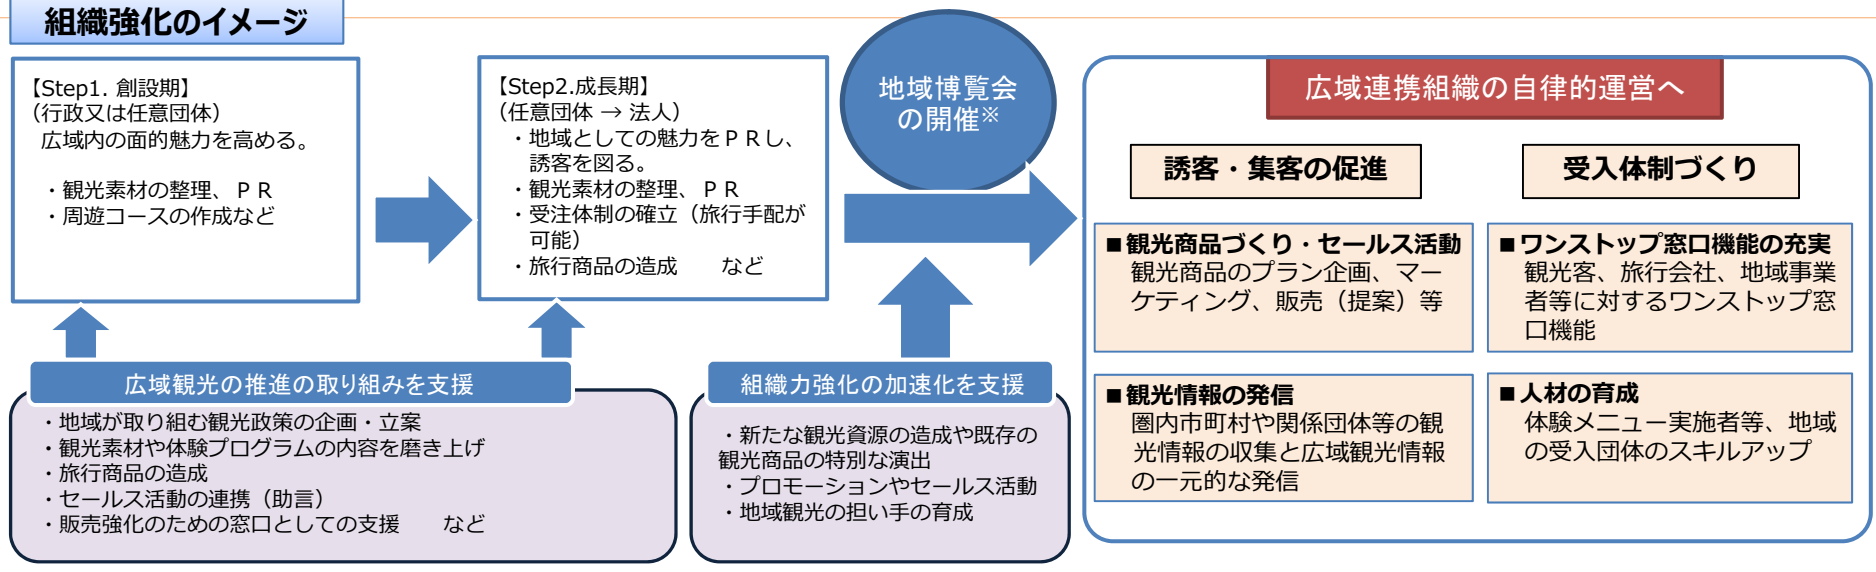 組織強化のイメージ
【Step1. 創設期】
（行政又は任意団体）
広域内の面的魅力を高める。
・観光素材の整理、ＰＲ
・周遊コースの作成など
【Step2.成長期】
（任意団体 → 法人）
・地域としての魅力をＰＲし、
誘客を図る。
・観光素材の整理、ＰＲ
・受注体制の確立（旅行手配が
可能）
・旅行商品の造成　　など
地域博覧会
の開催※
広域連携組織の自律的運営へ
誘客・集客の促進
■観光商品づくり・セールス活動
観光商品のプラン企画、マー
ケティング、販売（提案）等
■観光情報の発信
圏内市町村や関係団体等の観
光情報の収集と広域観光情報
の一元的な発信
受入体制づくり
■ワンストップ窓口機能の充実
観光客、旅行会社、地域事業
者等に対するワンストップ窓
口機能
■人材の育成
体験メニュー実施者等、地域
の受入団体のスキルアップ
広域観光の推進の取り組みを支援
・地域が取り組む観光政策の企画・立案
・観光素材や体験プログラムの内容を磨き上げ
・旅行商品の造成
・セールス活動の連携（助言）
・販売強化のための窓口としての支援　　など
組織力強化の加速化を支援
・新たな観光資源の造成や既存の
観光商品の特別な演出
・プロモーションやセールス活動
・地域観光の担い手の育成